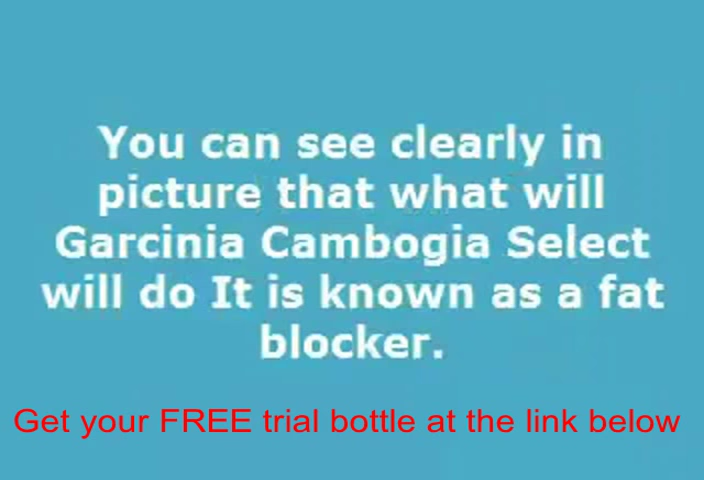 You can see clearly in
picture that what will
Garcinia Cambogia Select
will do It is known as a fat
blocker.
Get your FREE trial bottle at the link below